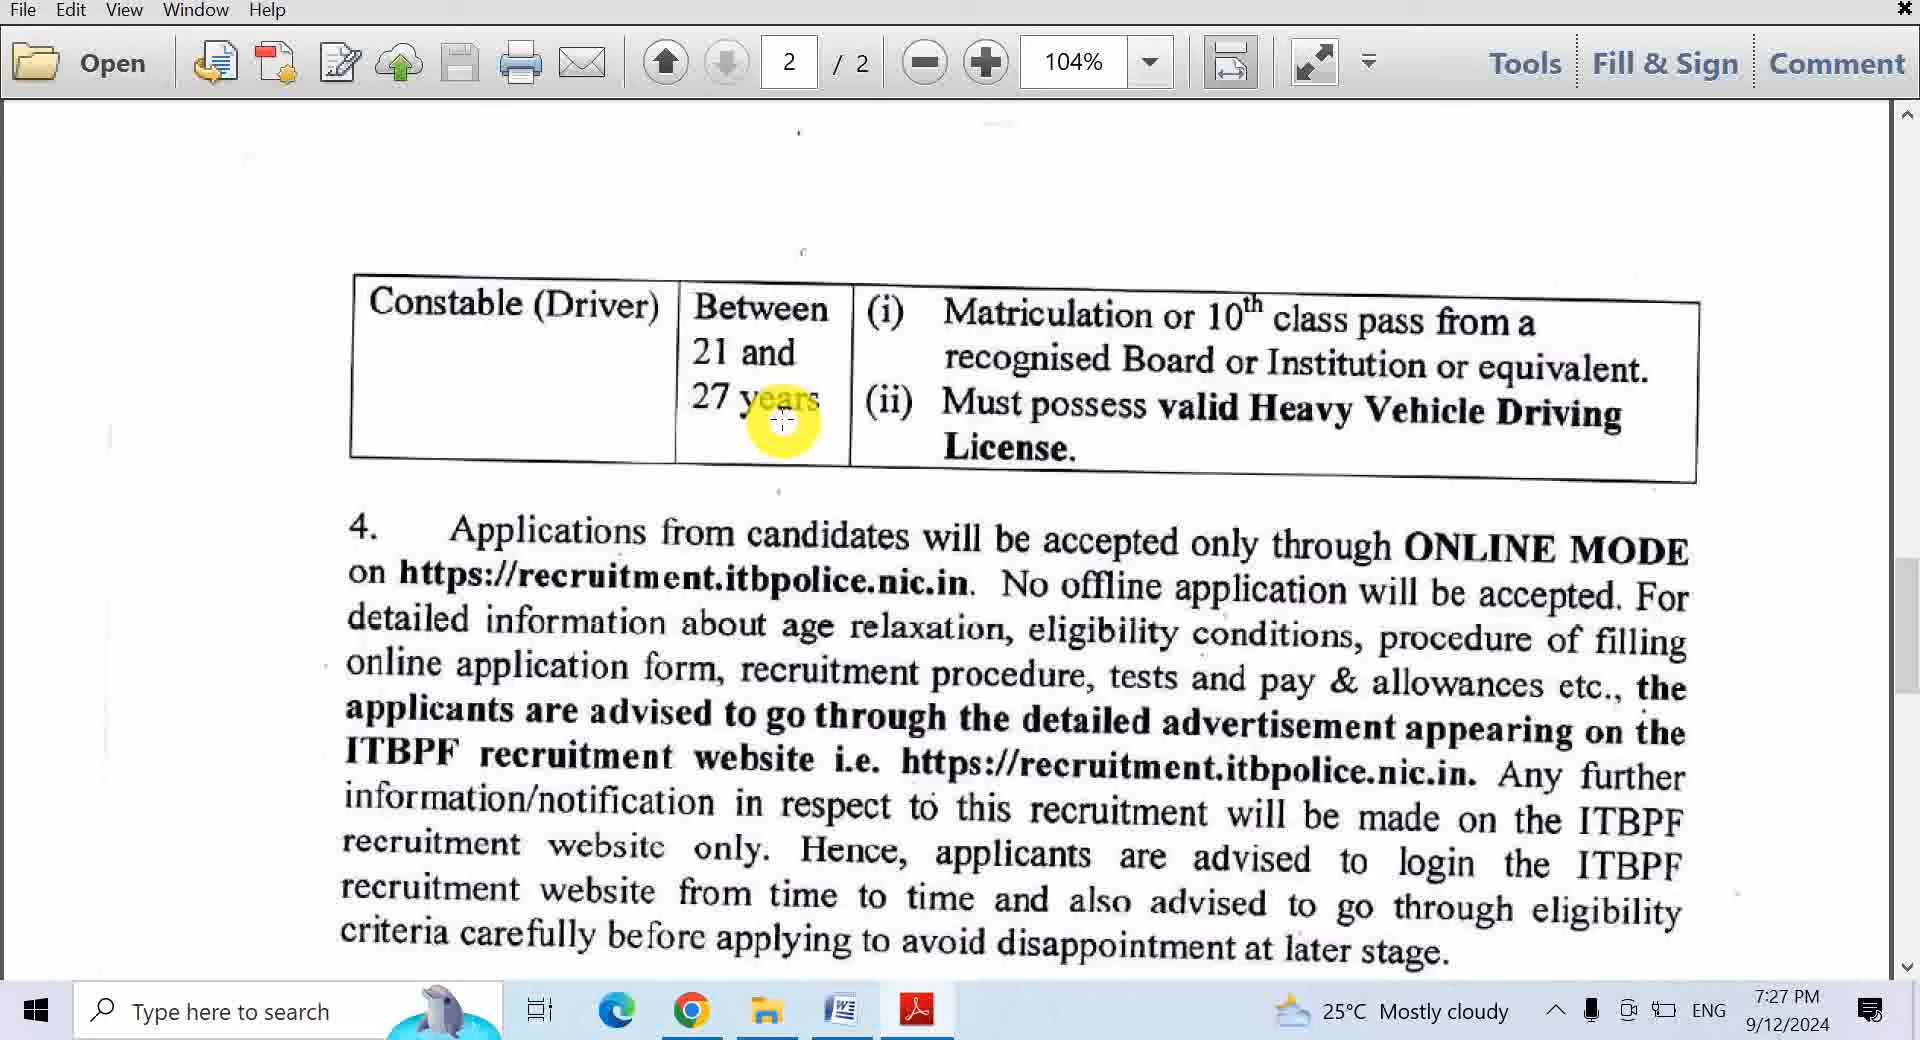 File Edit View Window Help
Open 2 / 2 104% Tools Fill & Sign Comment
Constable (Driver)
Between
21 and
27 years
(i) Matriculation or 10th class pass from a
recognised Board or Institution or equivalent.
(ii) Must possess valid Heavy Vehicle Driving
License.
4. Applications from candidates will be accepted only through ONLINE MODE
on https://recruitment.itbpolice.nic.in. No offline application will be accepted. For
detailed information about age relaxation, eligibility conditions, procedure of filling
online application form, recruitment procedure, tests and pay & allowances etc., the
applicants are advised to go through the detailed advertisement appearing on the
ITBPF recruitment website i.e. https://recruitment.itbpolice.nic.in. Any further
information/notification in respect to this recruitment will be made on the ITBPF
recruitment website only. Hence, applicants are advised to login the ITBPF
recruitment website from time to time and also advised to go through eligibility
criteria carefully before applying to avoid disappointment at later stage.
Type here to search
25°C Mostly cloudy
ENG
7:27 PM
9/12/2024